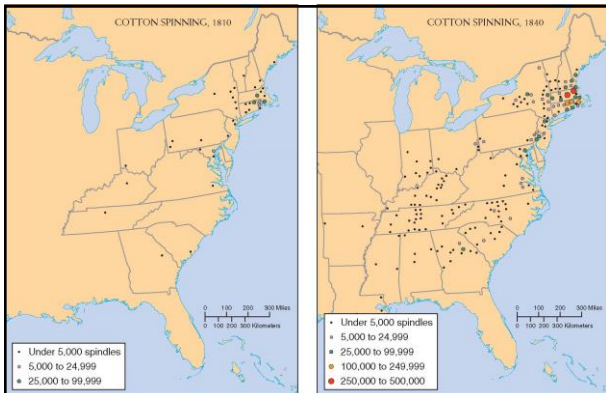 COTTON SPINNING, 1810
0 100 200 300 Miles
0 100 200 300 Kilometers
Under 5,000 spindles
5,000 to 24,999
25,000 to 99,999
COTTON SPINNING, 1840
0 100 200 300 Miles
0 100 200 300 Kilometers
Under 5,000 spindles
5,000 to 24,999
25,000 to 99,999
100,000 to 249,999
250,000 to 500,000